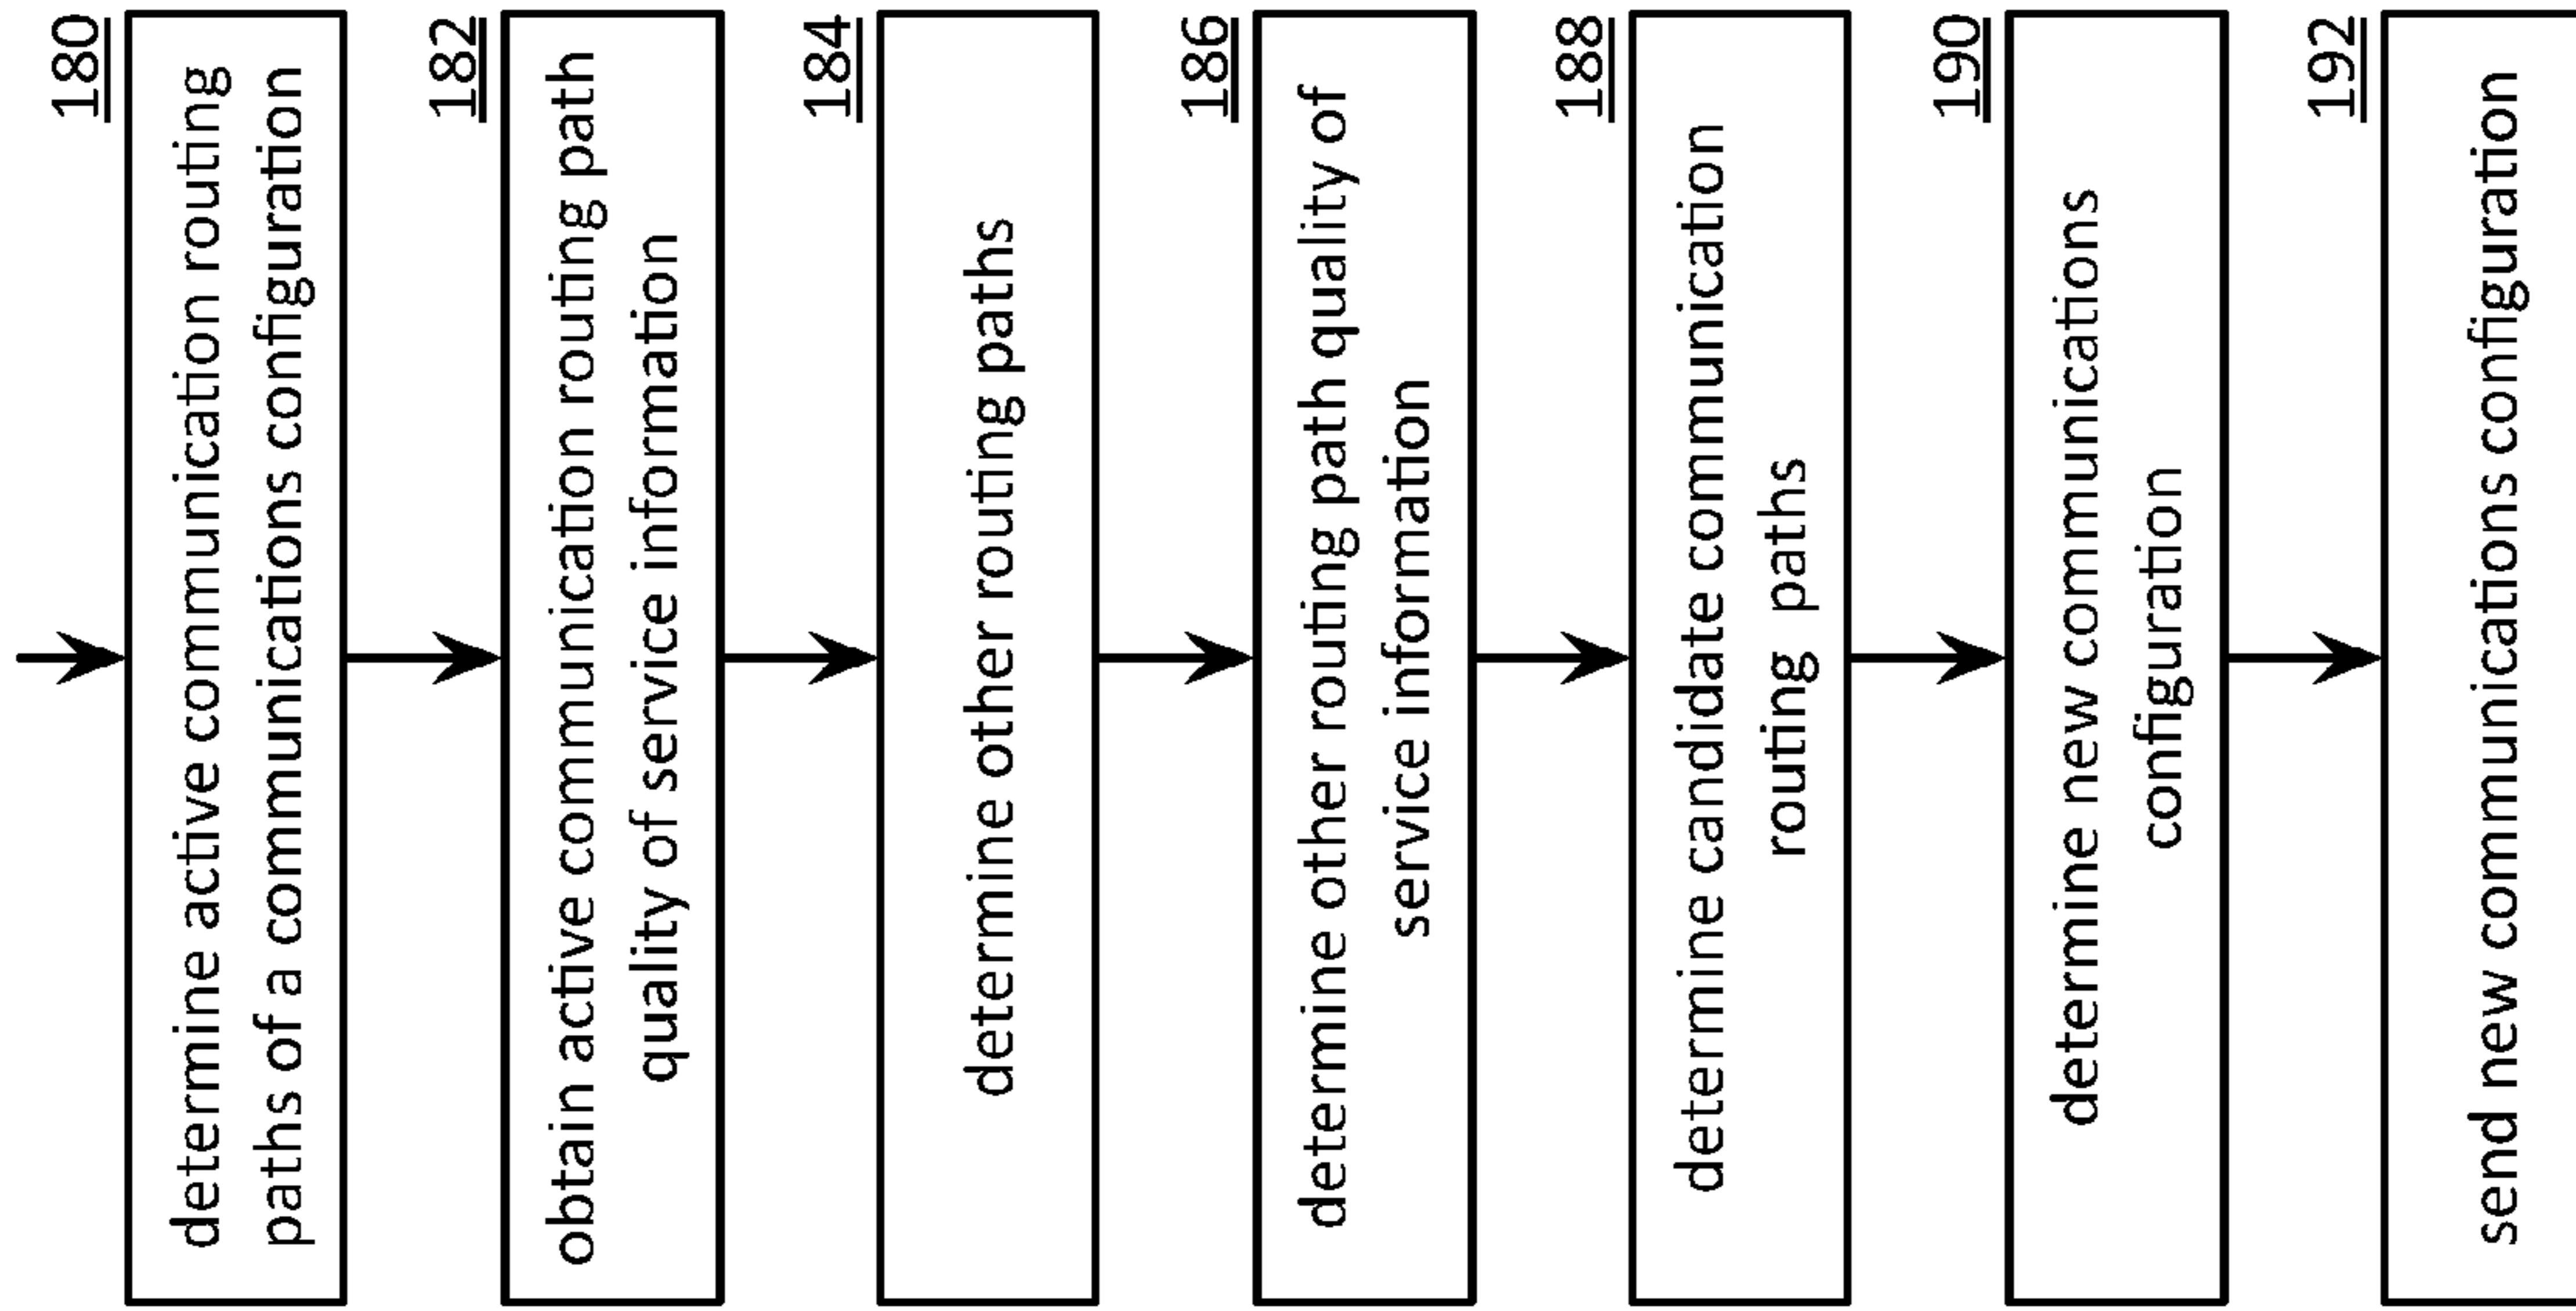 180
determine active communication routing
paths of a communications configuration
182
obtain active communication routing path
quality of service information
184
determine other routing paths
186
determine other routing path quality of
service information
188
determine candidate communication
routing paths
190
determine new communications
configuration
192
send new communications configuration